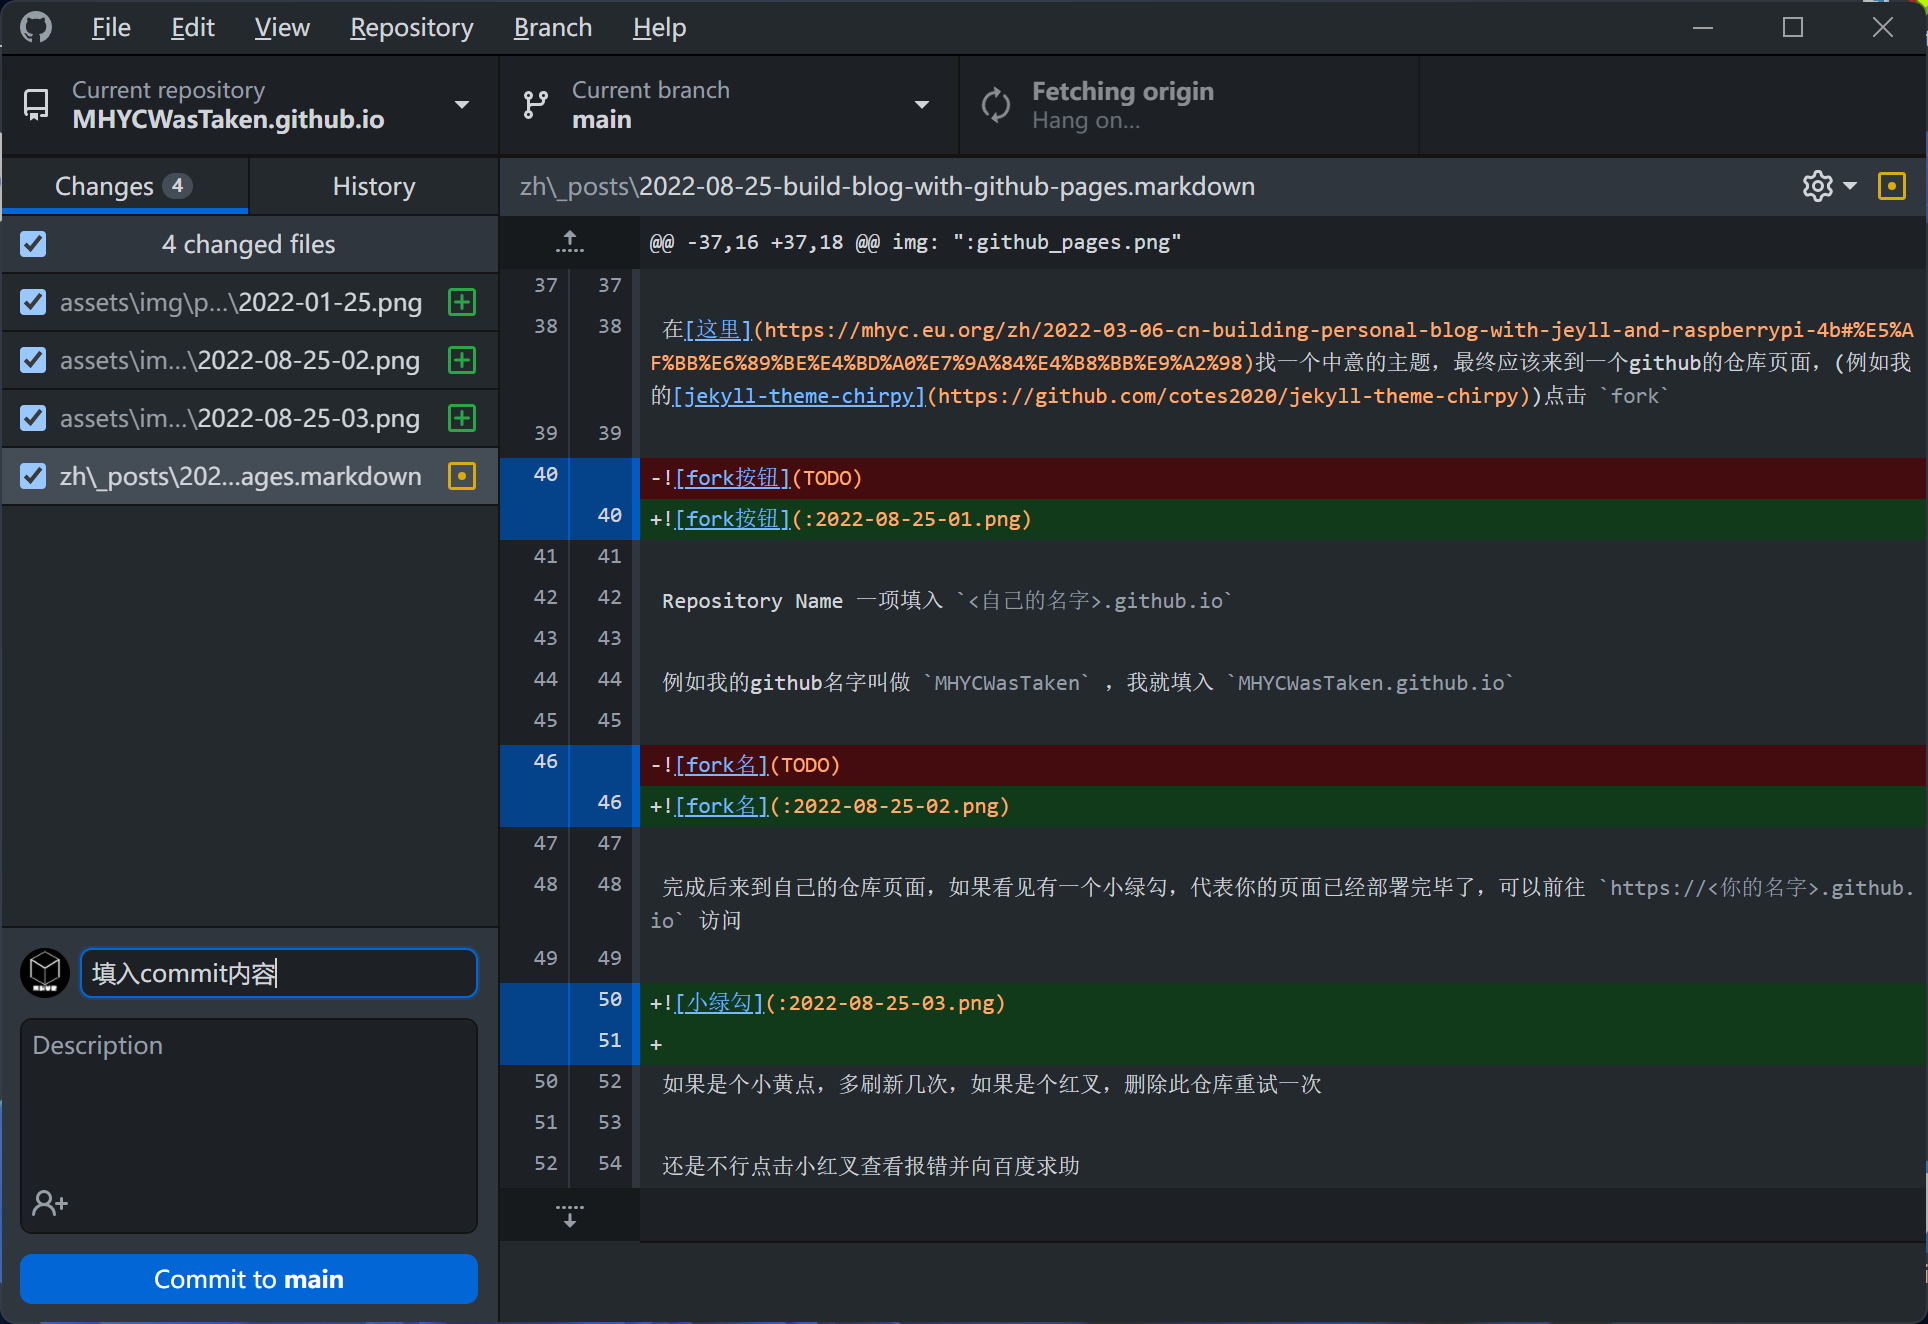 File Edit View Repository Branch Help
Current repository
MHYCWasTaken.github.io
Current branch
main
Fetching origin
Hang on...
Changes 4
History
4 changed files
assets\img\p...\2022-01-25.png
assets\im...\2022-08-25-02.png
assets\im...\2022-08-25-03.png
zh\_posts\202...ages.markdown
填入commit内容
Description
Commit to main
zh\_posts\2022-08-25-build-blog-with-github-pages.markdown
@@ -37,16 +37,18 @@ img: ":github_pages.png"
37 37
38 38 在[这里](https://mhyc.eu.org/zh/2022-03-06-cn-building-personal-blog-with-jeyll-and-raspberrypi-4b#%E5%A
F%BB%E6%89%BE%E4%BD%A0%E7%9A%84%E4%B8%BB%E9%A2%98)找一个中意的主题，最终应该来到一个github的仓库页面，(例如我
的[jekyll-theme-chirpy](https://github.com/cotes2020/jekyll-theme-chirpy))点击 `fork`
39 39
40 -![fork按钮](TODO)
40 +![fork按钮](:2022-08-25-01.png)
41 41
42 42 Repository Name 一项填入 `<自己的名字>.github.io`
43 43
44 44 例如我的github名字叫做 `MHYCWasTaken` ，我就填入 `MHYCWasTaken.github.io`
45 45
46 -![fork名](TODO)
46 +![fork名](:2022-08-25-02.png)
47 47
48 48 完成后来到自己的仓库页面，如果看见有一个小绿勾，代表你的页面已经部署完毕了，可以前往 `https://<你的名字>.github.
io` 访问
49 49
50 +![小绿勾](:2022-08-25-03.png)
51 +
50 52 如果是个小黄点，多刷新几次，如果是个红叉，删除此仓库重试一次
51 53
52 54 还是不行点击小红叉查看报错并向百度求助